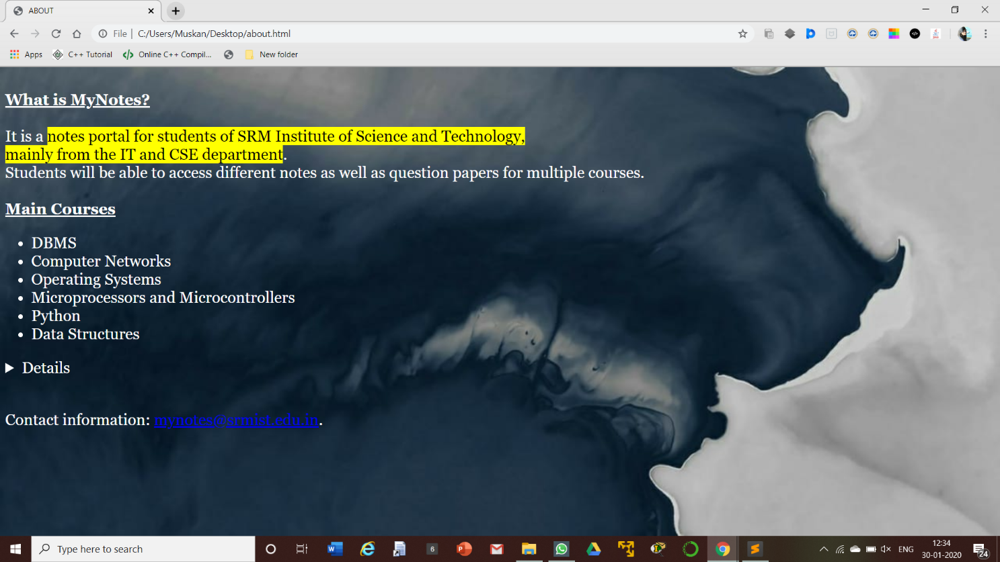 ABOUT
File | C:/Users/Muskan/Desktop/about.html
Apps C++ Tutorial Online C++ Compil... New folder
What is MyNotes?
It is a notes portal for students of SRM Institute of Science and Technology,
mainly from the IT and CSE department.
Students will be able to access different notes as well as question papers for multiple courses.
Main Courses
• DBMS
• Computer Networks
• Operating Systems
• Microprocessors and Microcontrollers
• Python
• Data Structures
Details
Contact information: mynotes@srmist.edu.in.
Type here to search
6
ENG
12:34
30-01-2020
24